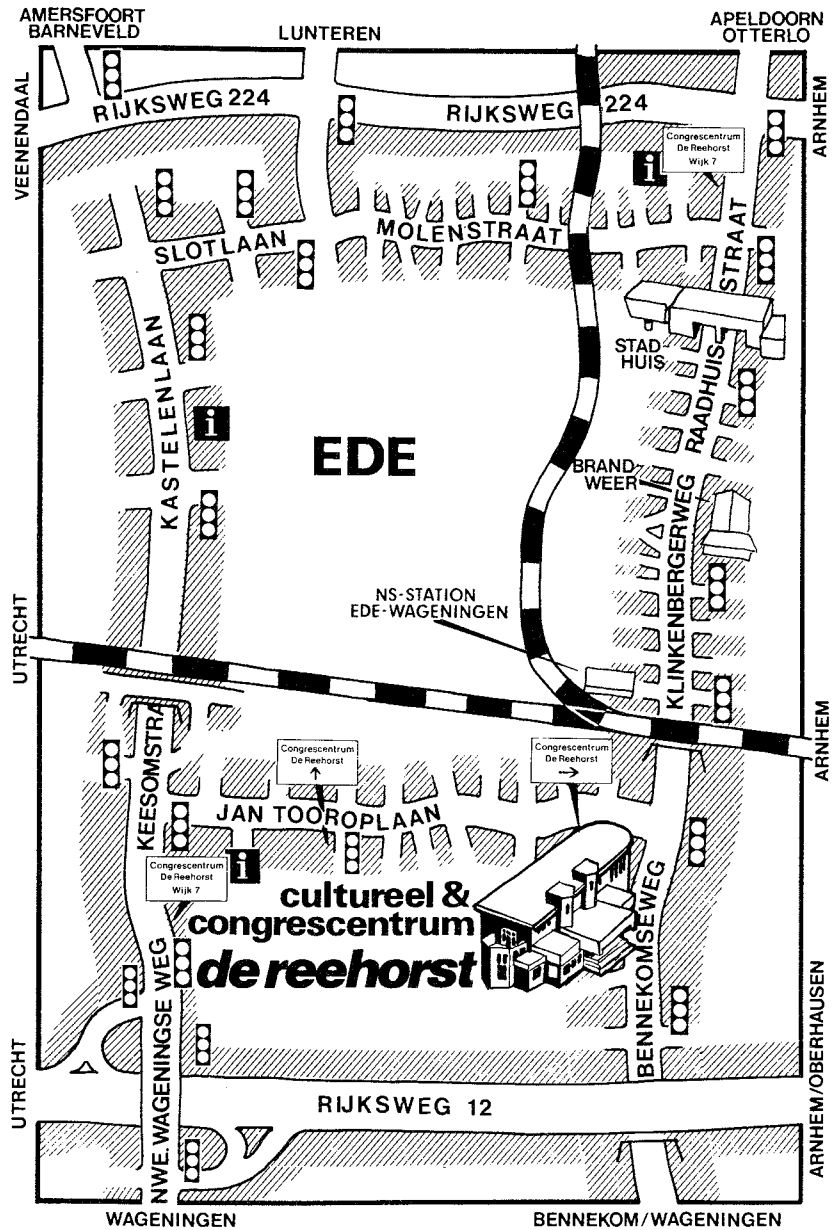 AMERSFOORT
BARNEVELD
LUNTEREN
APELDOORN
OTTERLO
VEENENDAAL
RIJKSWEG 224
RIJKSWEG 224
ARNHEM
Congrescentrum
De Reehorst
Wijk 7
i
SLOTLAAN
MOLENSTRAAT
STRAAT
STAD
HUIS
RAADHUIS
KASTELENLAAN
i
EDE
BRAND-
WEER
KLINKENBERGERWEG
NS-STATION
EDE-WAGENINGEN
UTRECHT
ARNHEM
KEESOMSTRA
Congrescentrum
De Reehorst
↑
Congrescentrum
De Reehorst
→
JAN TOOROPLAAN
i
Congrescentrum
De Reehorst
Wijk 7
cultureel &
congrescentrum
de reehorst
BENNEKOMSEWEG
NWE. WAGENINGSE WEG
UTRECHT
RIJKSWEG 12
ARNHEM/OBERHAUSEN
WAGENINGEN
BENNEKOM/WAGENINGEN